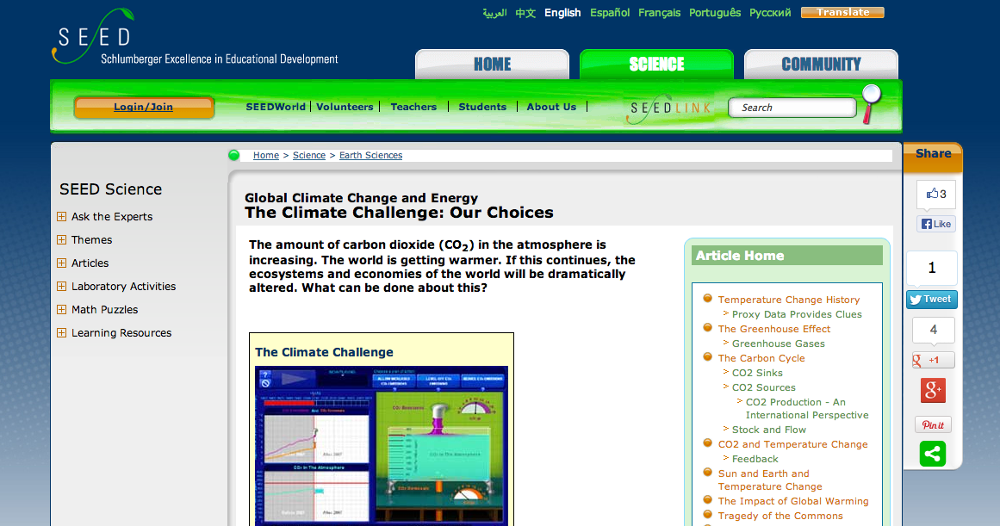 العربية 中文 English Español Français Português Русский Translate
SEED
Schlumberger Excellence in Educational Development
HOME SCIENCE COMMUNITY
Login/Join SEEDWorld Volunteers Teachers Students About Us SEEDLINK Search
Home > Science > Earth Sciences
Share
SEED Science
Ask the Experts
Themes
Articles
Laboratory Activities
Math Puzzles
Learning Resources
Global Climate Change and Energy
The Climate Challenge: Our Choices
The amount of carbon dioxide (CO2) in the atmosphere is
increasing. The world is getting warmer. If this continues, the
ecosystems and economies of the world will be dramatically
altered. What can be done about this?
The Climate Challenge
CO2 In The Atmosphere
Article Home
Temperature Change History
> Proxy Data Provides Clues
The Greenhouse Effect
> Greenhouse Gases
The Carbon Cycle
> CO2 Sinks
> CO2 Sources
> CO2 Production - An
International Perspective
> Stock and Flow
CO2 and Temperature Change
> Feedback
Sun and Earth and
Temperature Change
The Impact of Global Warming
Tragedy of the Commons
3
Like
1
Tweet
4
+1
g+
Pin it